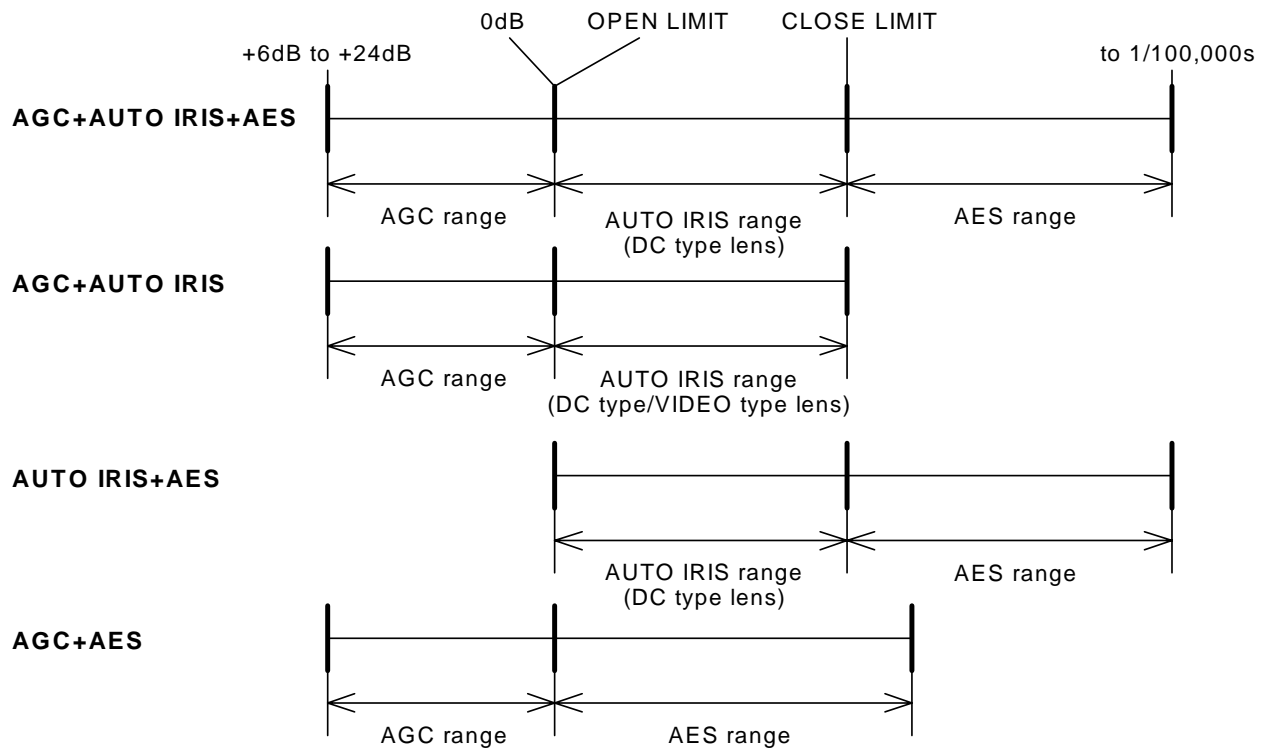 0dB OPEN LIMIT CLOSE LIMIT
+6dB to +24dB to 1/100,000s
AGC+AUTO IRIS+AES
AGC range AUTO IRIS range AES range
(DC type lens)
AGC+AUTO IRIS
AGC range AUTO IRIS range
(DC type/VIDEO type lens)
AUTO IRIS+AES
AUTO IRIS range AES range
(DC type lens)
AGC+AES
AGC range AES range